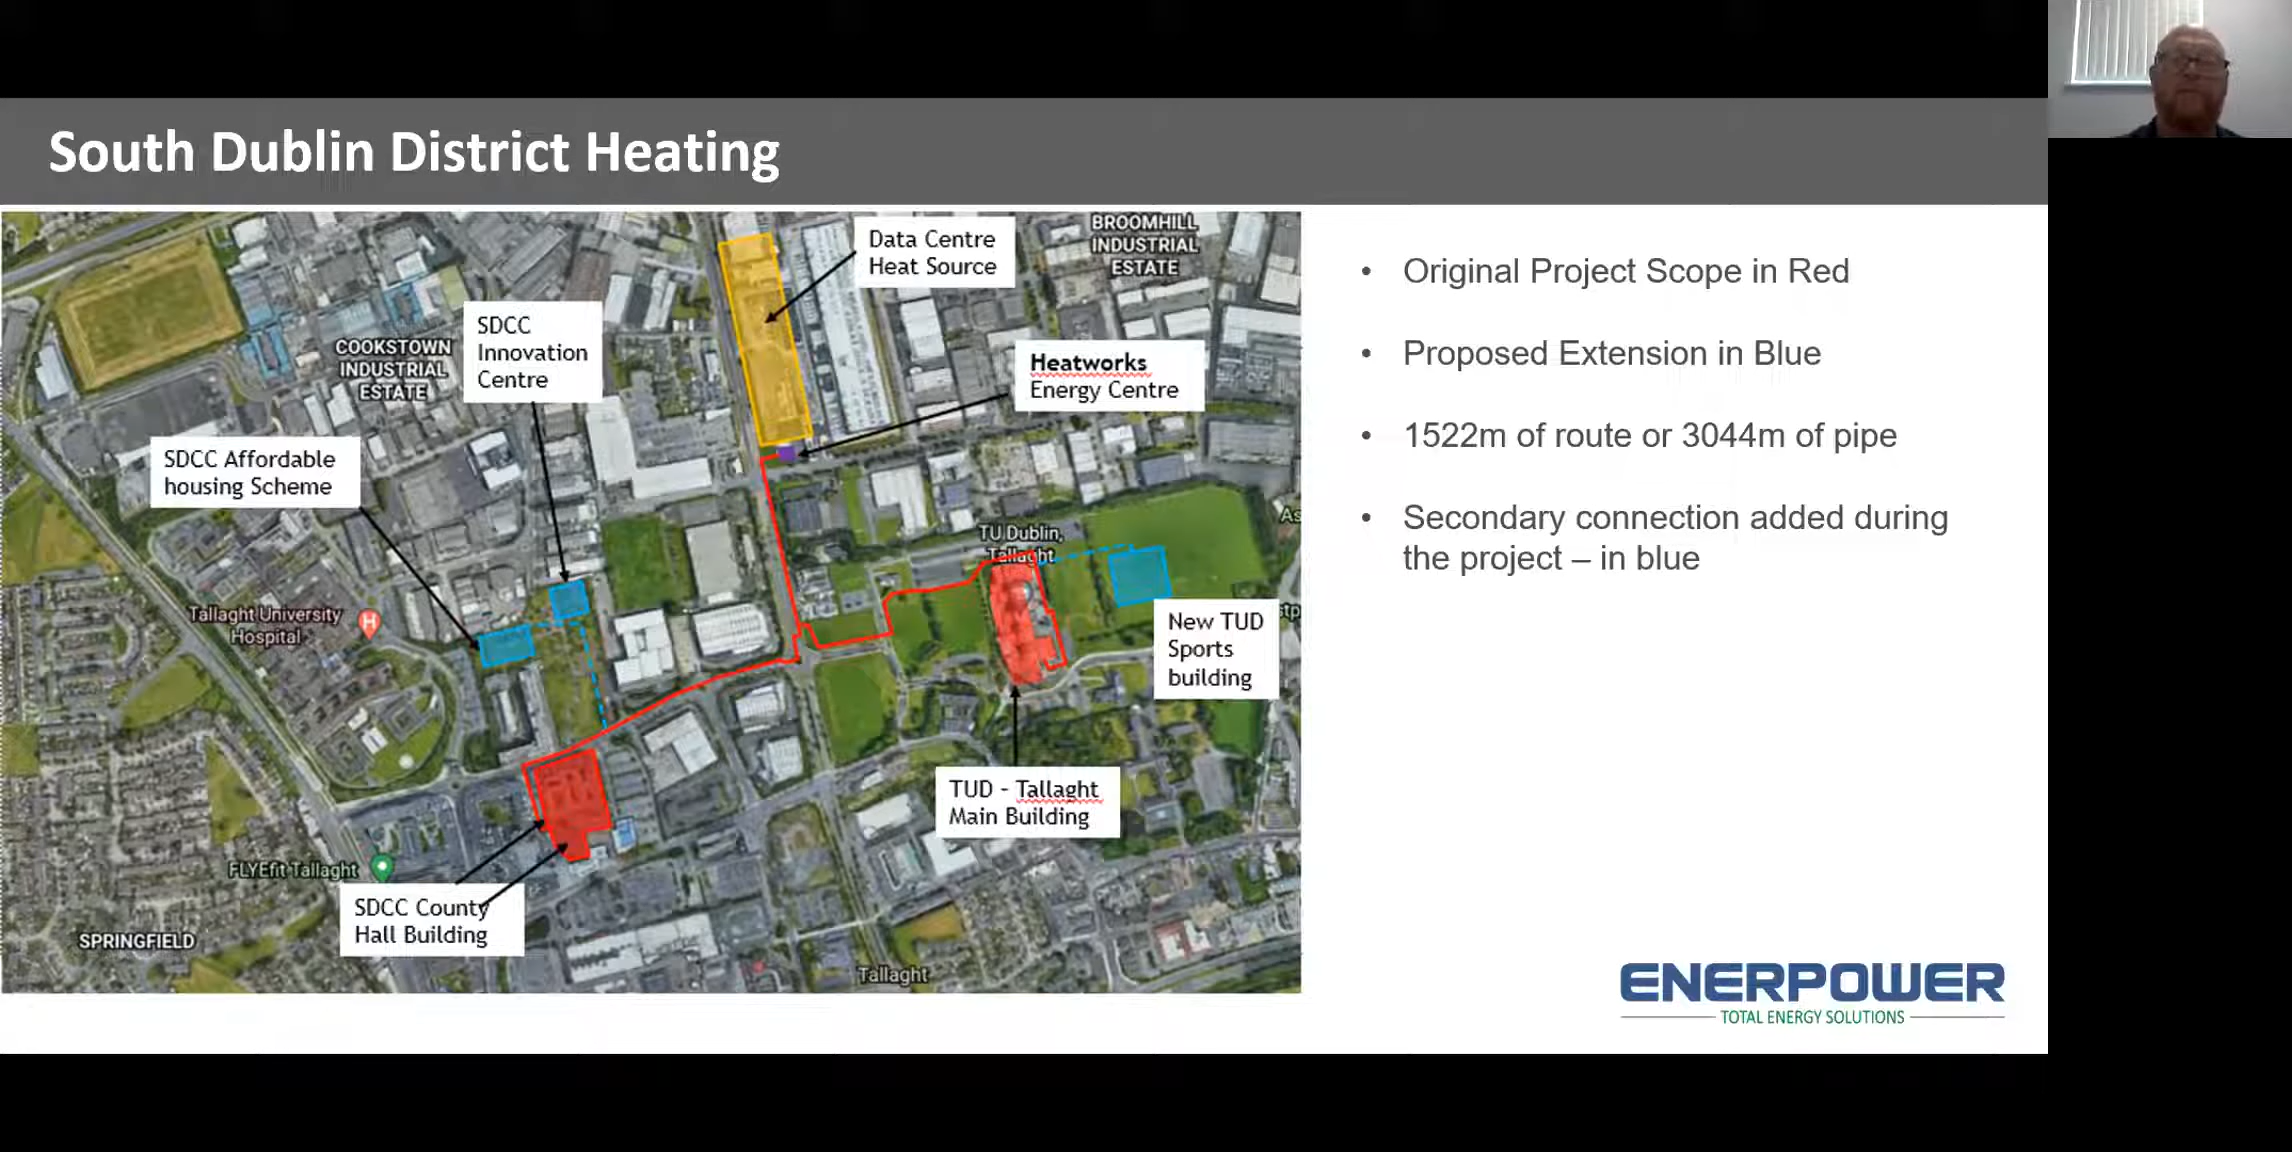 South Dublin District Heating
Data Centre
Heat Source
BROOMHILL
INDUSTRIAL
ESTATE
SDCC
Innovation
Centre
COOKSTOWN
INDUSTRIAL
ESTATE
Heatworks
Energy Centre
SDCC Affordable
housing Scheme
TU Dublin,
Tallaght
As
Tallaght University
Hospital
H
New TUD
Sports
building
stp
TUD - Tallaght
Main Building
FLYEfit Tallaght
SDCC County
Hall Building
SPRINGFIELD
Tallaght
• Original Project Scope in Red
• Proposed Extension in Blue
• 1522m of route or 3044m of pipe
• Secondary connection added during
the project – in blue
ENERPOWER
TOTAL ENERGY SOLUTIONS